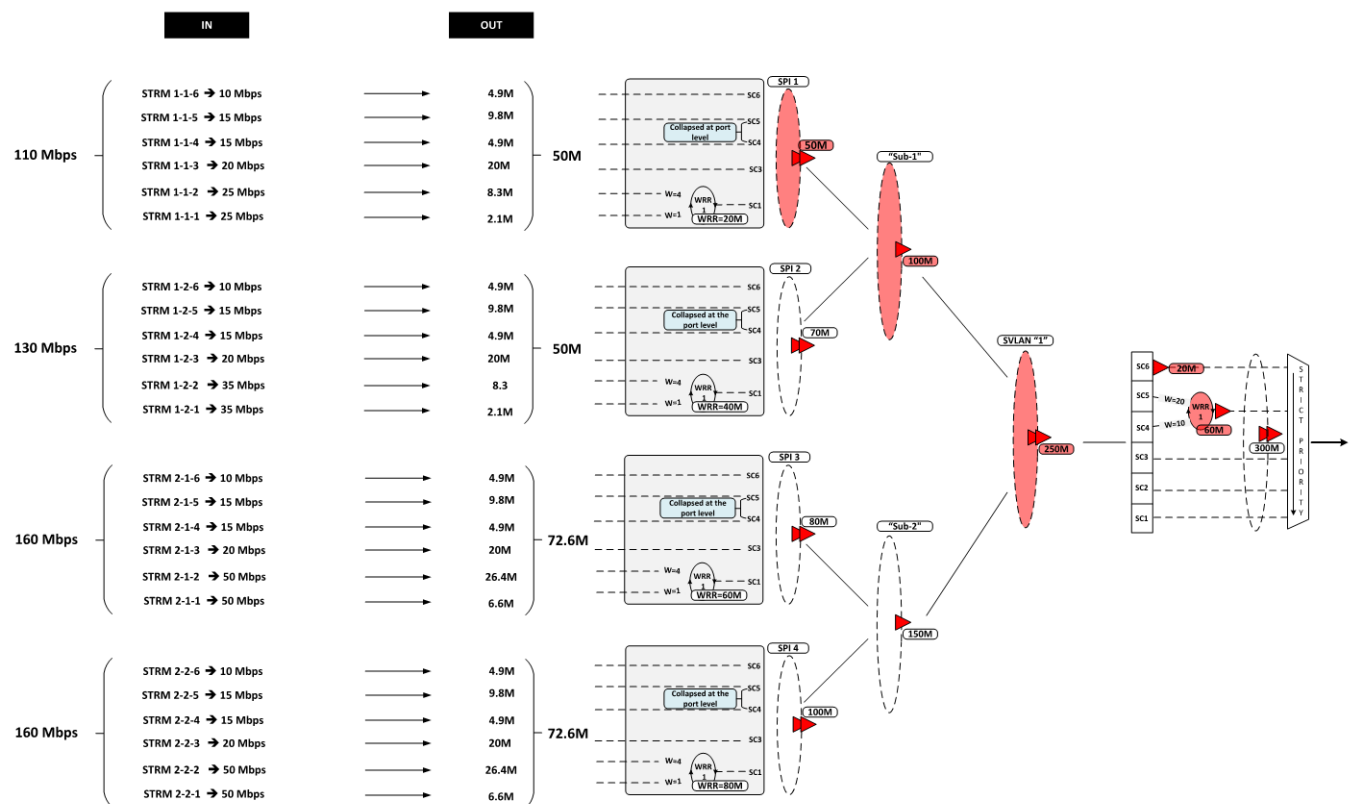 IN
OUT
110 Mbps
STRM 1-1-6 ➔ 10 Mbps
4.9M
STRM 1-1-5 ➔ 15 Mbps
9.8M
STRM 1-1-4 ➔ 15 Mbps
4.9M
STRM 1-1-3 ➔ 20 Mbps
20M
STRM 1-1-2 ➔ 25 Mbps
8.3M
STRM 1-1-1 ➔ 25 Mbps
2.1M
50M
SC6
SC5
Collapsed at port
level
SC4
SC3
W=4
WRR
1
SC1
W=1
WRR=20M
SPI 1
50M
130 Mbps
STRM 1-2-6 ➔ 10 Mbps
4.9M
STRM 1-2-5 ➔ 15 Mbps
9.8M
STRM 1-2-4 ➔ 15 Mbps
4.9M
STRM 1-2-3 ➔ 20 Mbps
20M
STRM 1-2-2 ➔ 35 Mbps
8.3
STRM 1-2-1 ➔ 35 Mbps
2.1M
50M
SC6
SC5
Collapsed at the
port level
SC4
SC3
W=4
WRR
1
SC1
W=1
WRR=40M
SPI 2
70M
"Sub-1"
100M
160 Mbps
STRM 2-1-6 ➔ 10 Mbps
4.9M
STRM 2-1-5 ➔ 15 Mbps
9.8M
STRM 2-1-4 ➔ 15 Mbps
4.9M
STRM 2-1-3 ➔ 20 Mbps
20M
STRM 2-1-2 ➔ 50 Mbps
26.4M
STRM 2-1-1 ➔ 50 Mbps
6.6M
72.6M
SC6
SC5
Collapsed at the
port level
SC4
SC3
W=4
WRR
1
SC1
W=1
WRR=60M
SPI 3
80M
160 Mbps
STRM 2-2-6 ➔ 10 Mbps
4.9M
STRM 2-2-5 ➔ 15 Mbps
9.8M
STRM 2-2-4 ➔ 15 Mbps
4.9M
STRM 2-2-3 ➔ 20 Mbps
20M
STRM 2-2-2 ➔ 50 Mbps
26.4M
STRM 2-2-1 ➔ 50 Mbps
6.6M
72.6M
SC6
SC5
Collapsed at the
port level
SC4
SC3
W=4
WRR
1
SC1
W=1
WRR=80M
SPI 4
100M
"Sub-2"
150M
SVLAN "1"
250M
SC6
20M
SC5
W=20
WRR
1
SC4
W=10
60M
SC3
300M
SC2
SC1
STRICT PRIORITY